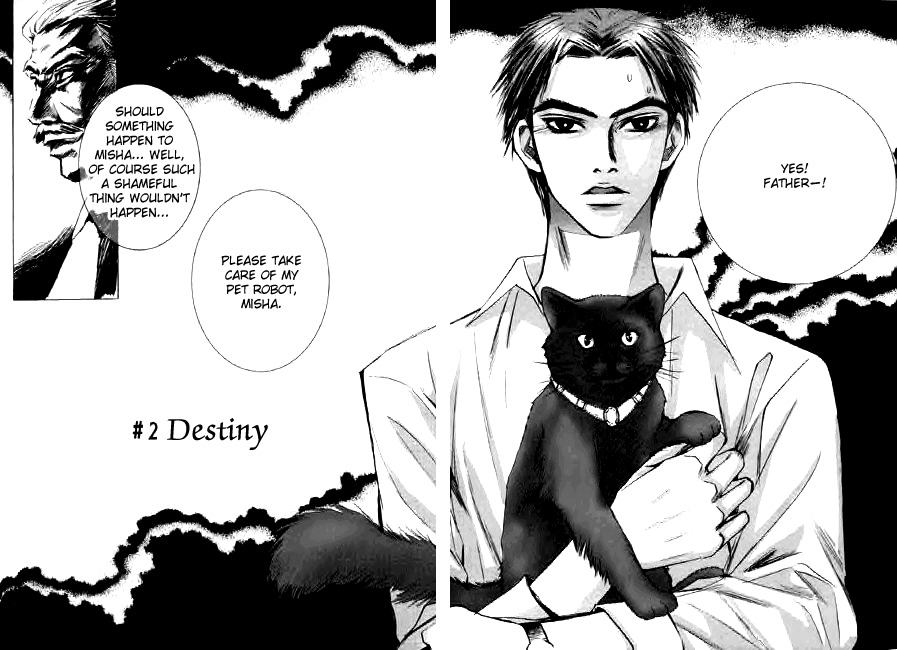 YES!
FATHER—!
SHOULD
SOMETHING
HAPPEN TO
MISHA... WELL,
OF COURSE SUCH
A SHAMEFUL
THING WOULDN'T
HAPPEN...
PLEASE TAKE
CARE OF MY
PET ROBOT,
MISHA.
#2 Destiny